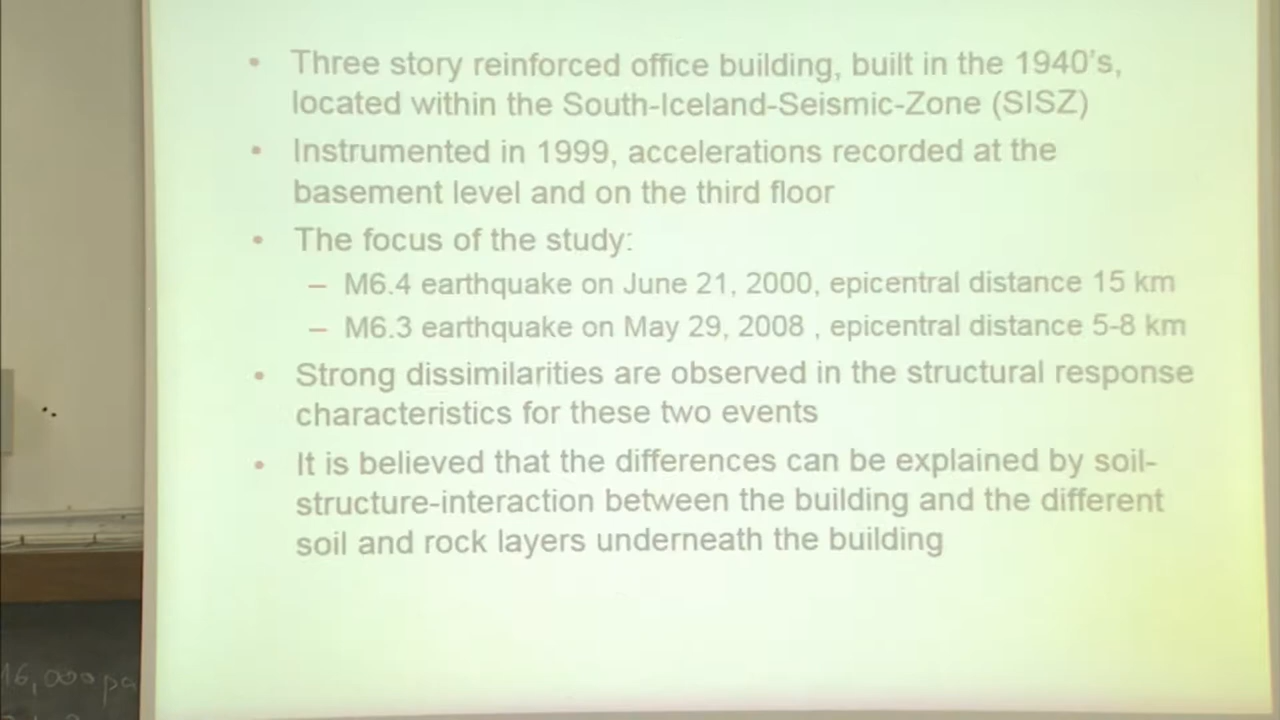 • Three story reinforced office building, built in the 1940's,
located within the South-Iceland-Seismic-Zone (SISZ)
• Instrumented in 1999, accelerations recorded at the
basement level and on the third floor
• The focus of the study:
– M6.4 earthquake on June 21, 2000, epicentral distance 15 km
– M6.3 earthquake on May 29, 2008 , epicentral distance 5-8 km
• Strong dissimilarities are observed in the structural response
characteristics for these two events
• It is believed that the differences can be explained by soil-
structure-interaction between the building and the different
soil and rock layers underneath the building
16,000 pa